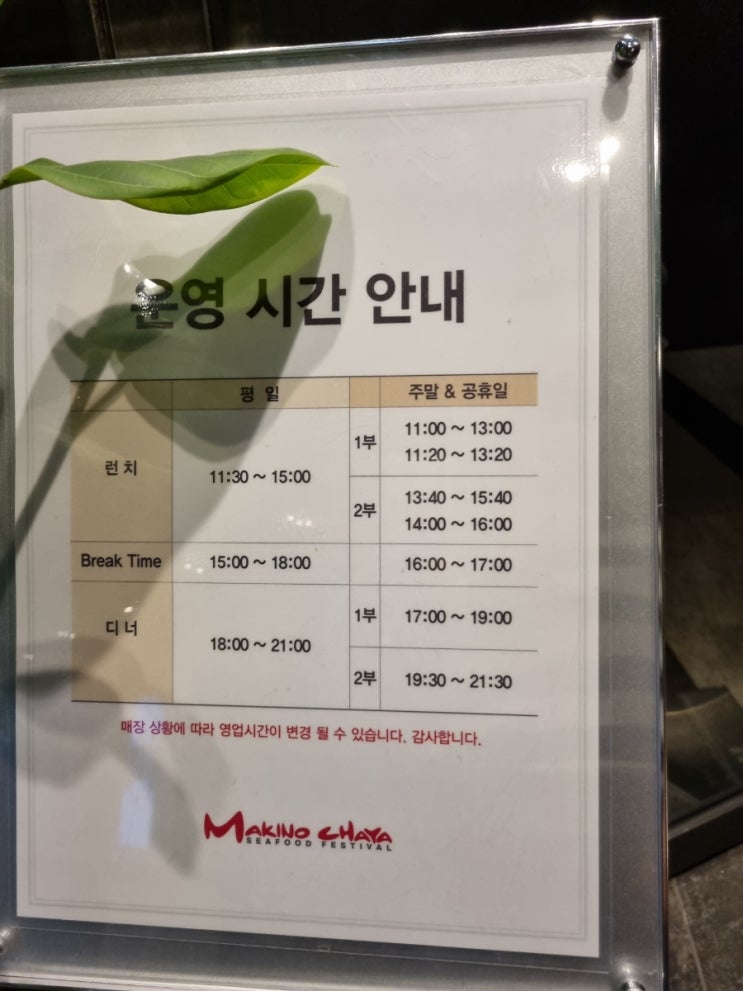 운영 시간 안내
평 일 주말 & 공휴일
런치 11:30 ~ 15:00 1부 11:00 ~ 13:00
11:20 ~ 13:20
2부 13:40 ~ 15:40
14:00 ~ 16:00
Break Time 15:00 ~ 18:00 16:00 ~ 17:00
디너 18:00 ~ 21:00 1부 17:00 ~ 19:00
2부 19:30 ~ 21:30
매장 상황에 따라 영업시간이 변경 될 수 있습니다. 감사합니다.
MAKINO CHAYA
SEAFOOD FESTIVAL